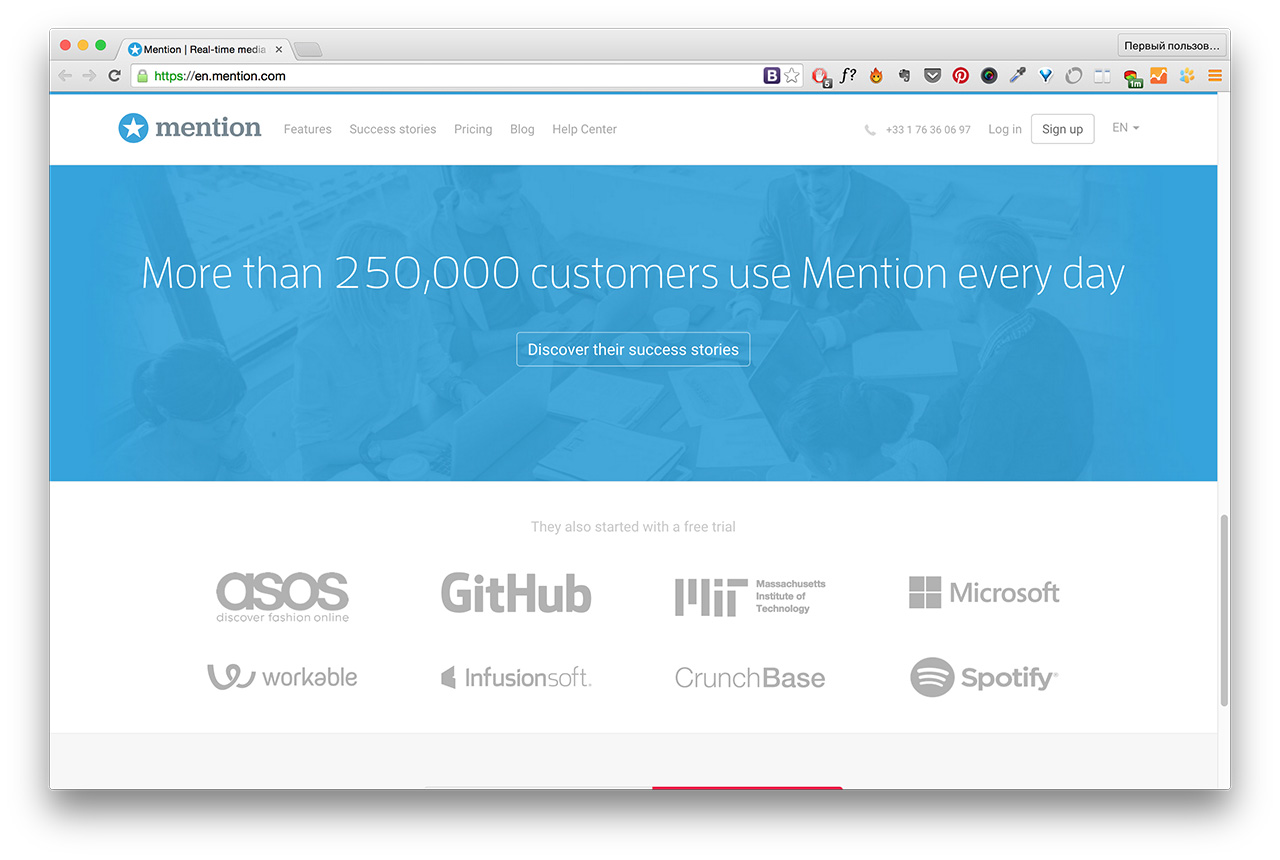 Mention | Real-time media
Первый пользов...
https://en.mention.com
B
5
f?
1m
mention
Features
Success stories
Pricing
Blog
Help Center
+33 1 76 36 06 97
Log in
Sign up
EN
More than 250,000 customers use Mention every day
Discover their success stories
They also started with a free trial
asos
discover fashion online
GitHub
MIT
Massachusetts
Institute of
Technology
Microsoft
workable
Infusionsoft.
CrunchBase
Spotify®